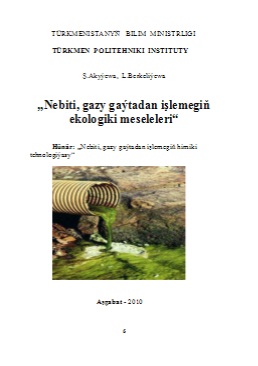 TÜRKMENISTANYŇ BILIM MINISTRLIGI
TÜRKMEN POLITEHNIKI INSTITUTY
Ş.Akyýewa, L.Berkeliýewa
„Nebiti, gazy gaýtadan işlemegiň
ekologiki meseleleri“
Hünär: „Nebiti, gazy gaýtadan işlemegiň himiki
tehnologiýasy“
Aşgabat - 2010
6